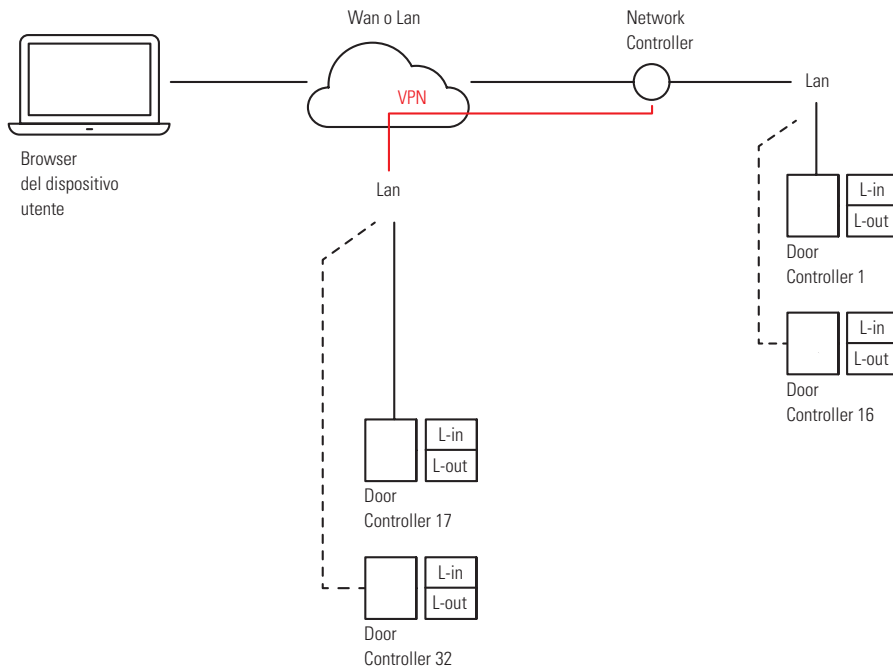 Wan o Lan
Network
Controller
VPN
Lan
Browser
del dispositivo
utente
Lan
L-in
L-out
Door
Controller 1
L-in
L-out
Door
Controller 16
L-in
L-out
Door
Controller 17
L-in
L-out
Door
Controller 32